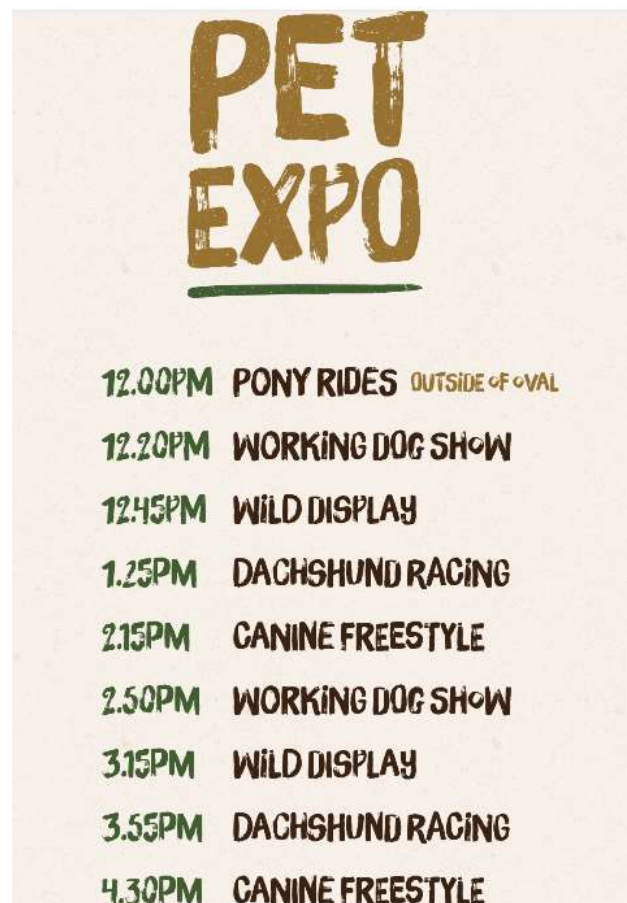 PET
EXPO
12.00PM PONY RIDES OUTSIDE OF OVAL
12.20PM WORKING DOG SHOW
12.45PM WILD DISPLAY
1.25PM DACHSHUND RACING
2.15PM CANINE FREESTYLE
2.50PM WORKING DOG SHOW
3.15PM WILD DISPLAY
3.55PM DACHSHUND RACING
4.30PM CANINE FREESTYLE